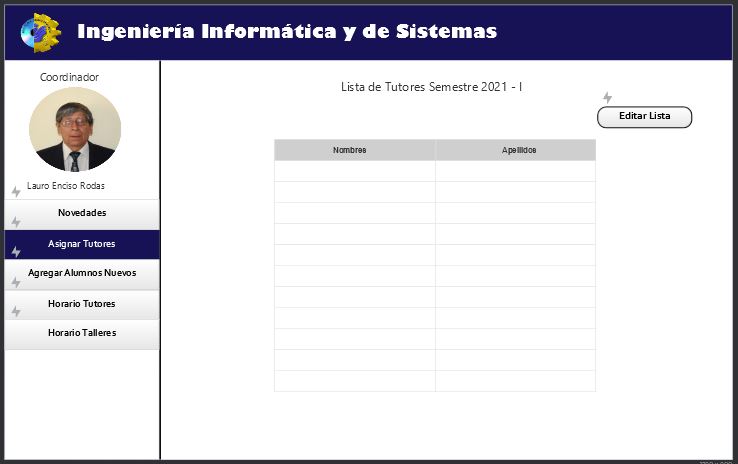 Ingeniería Informática y de Sistemas
Coordinador
Lista de Tutores Semestre 2021 - I
Editar Lista
Nombres Apellidos
Lauro Enciso Rodas
Novedades
Asignar Tutores
Agregar Alumnos Nuevos
Horario Tutores
Horario Talleres